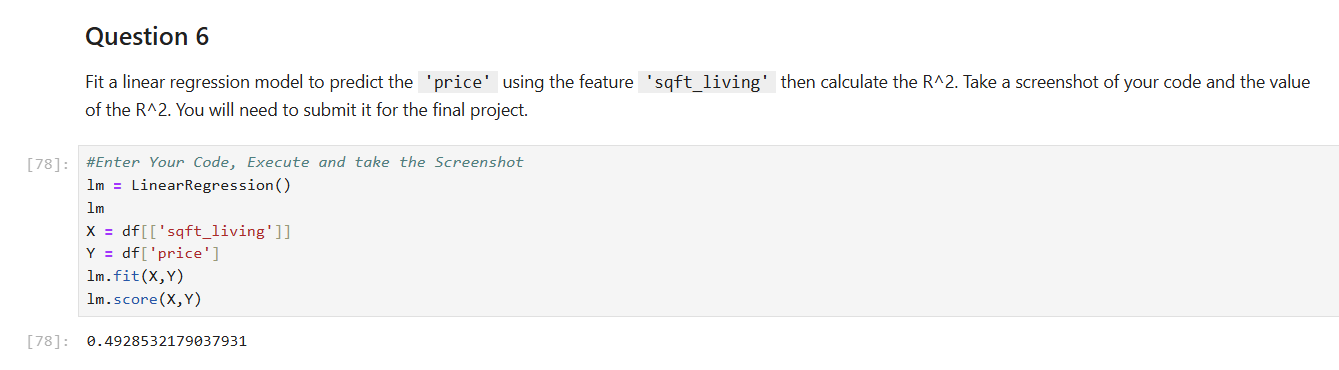 Question 6
Fit a linear regression model to predict the 'price' using the feature 'sqft_living' then calculate the R^2. Take a screenshot of your code and the value
of the R^2. You will need to submit it for the final project.
[78]: #Enter Your Code, Execute and take the Screenshot
lm = LinearRegression()
lm
X = df[['sqft_living']]
Y = df['price']
lm.fit(X,Y)
lm.score(X,Y)
[78]: 0.4928532179037931